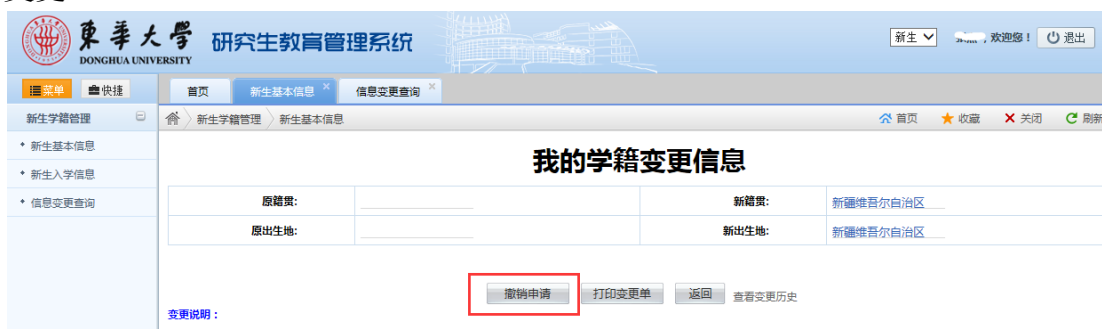 東華大學 研究生教育管理系统 新生 ，欢迎您！ 退出
DONGHUA UNIVERSITY
菜单 快捷 首页 新生基本信息 × 信息变更查询 ×
新生学籍管理 新生学籍管理 新生基本信息 首页 收藏 关闭 刷新
新生基本信息
新生入学信息
信息变更查询
我的学籍变更信息
原籍贯: 新籍贯: 新疆维吾尔自治区
原出生地: 新出生地: 新疆维吾尔自治区
撤销申请 打印变更单 返回 查看变更历史
变更说明：